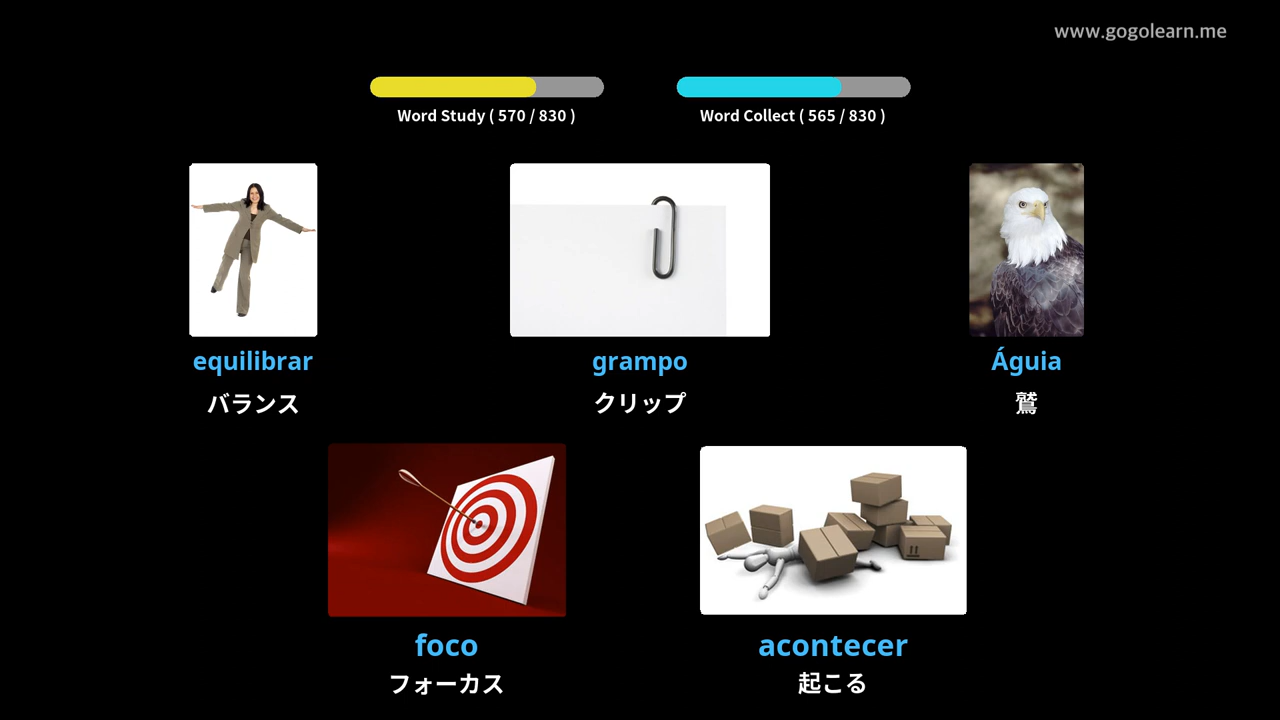 www.gogolearn.me
Word Study ( 570 / 830 )
Word Collect ( 565 / 830 )
equilibrar
grampo
Águia
バランス
クリップ
鷲
foco
acontecer
フォーカス
起こる